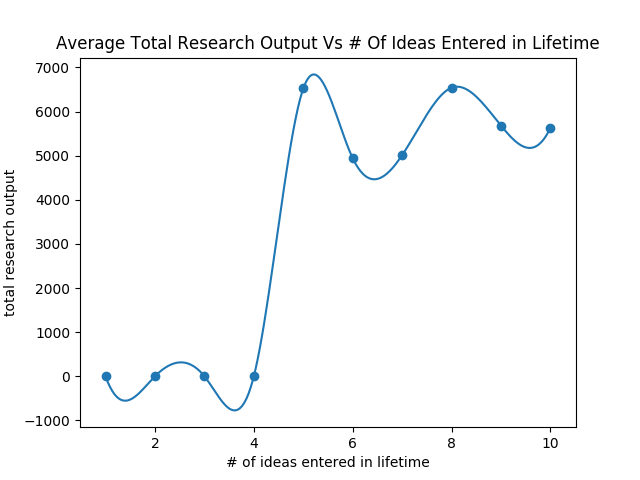 Average Total Research Output Vs # Of Ideas Entered in Lifetime
7000
6000
5000
4000
3000
2000
1000
0
−1000
total research output
2 4 6 8 10
# of ideas entered in lifetime